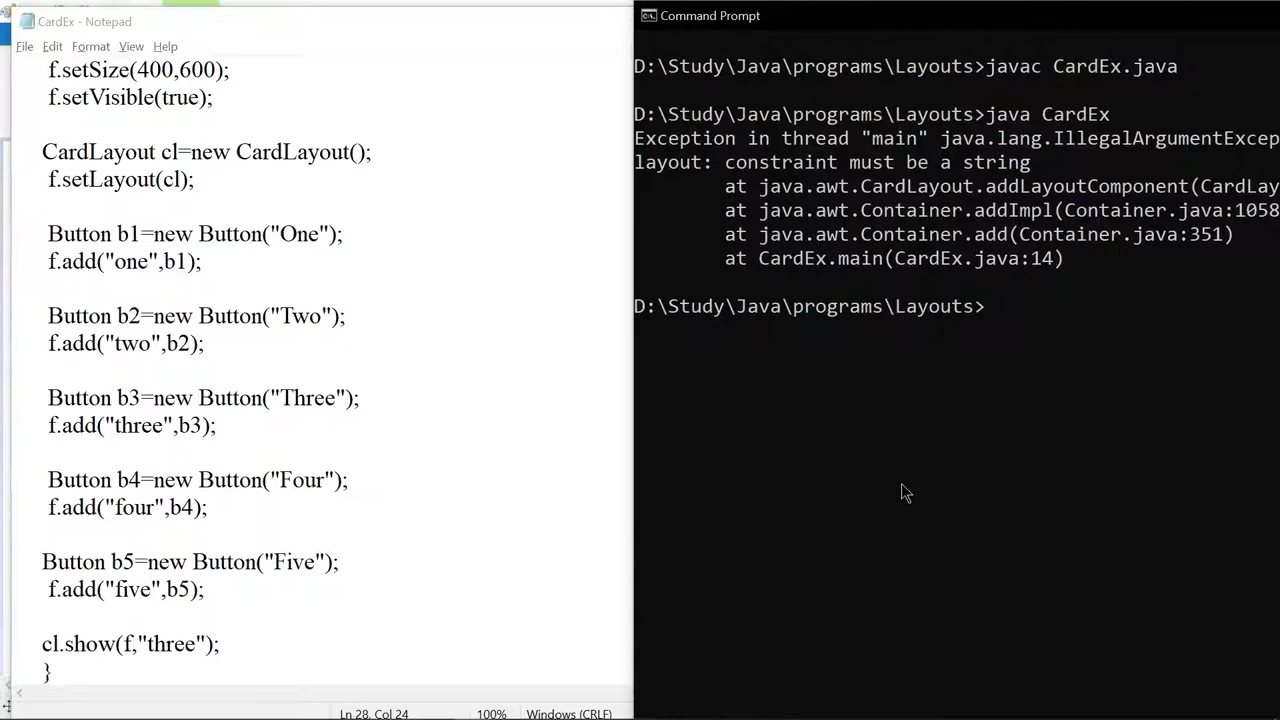 CardEx - Notepad
File Edit Format View Help
f.setSize(400,600);
f.setVisible(true);
CardLayout cl=new CardLayout();
f.setLayout(cl);
Button b1=new Button("One");
f.add("one",b1);
Button b2=new Button("Two");
f.add("two",b2);
Button b3=new Button("Three");
f.add("three",b3);
Button b4=new Button("Four");
f.add("four",b4);
Button b5=new Button("Five");
f.add("five",b5);
cl.show(f,"three");
}
Ln 28, Col 24 100% Windows (CRLF)
Command Prompt
D:\Study\Java\programs\Layouts>javac CardEx.java
D:\Study\Java\programs\Layouts>java CardEx
Exception in thread "main" java.lang.IllegalArgumentExcep
layout: constraint must be a string
at java.awt.CardLayout.addLayoutComponent(CardLay
at java.awt.Container.addImpl(Container.java:1058
at java.awt.Container.add(Container.java:351)
at CardEx.main(CardEx.java:14)
D:\Study\Java\programs\Layouts>